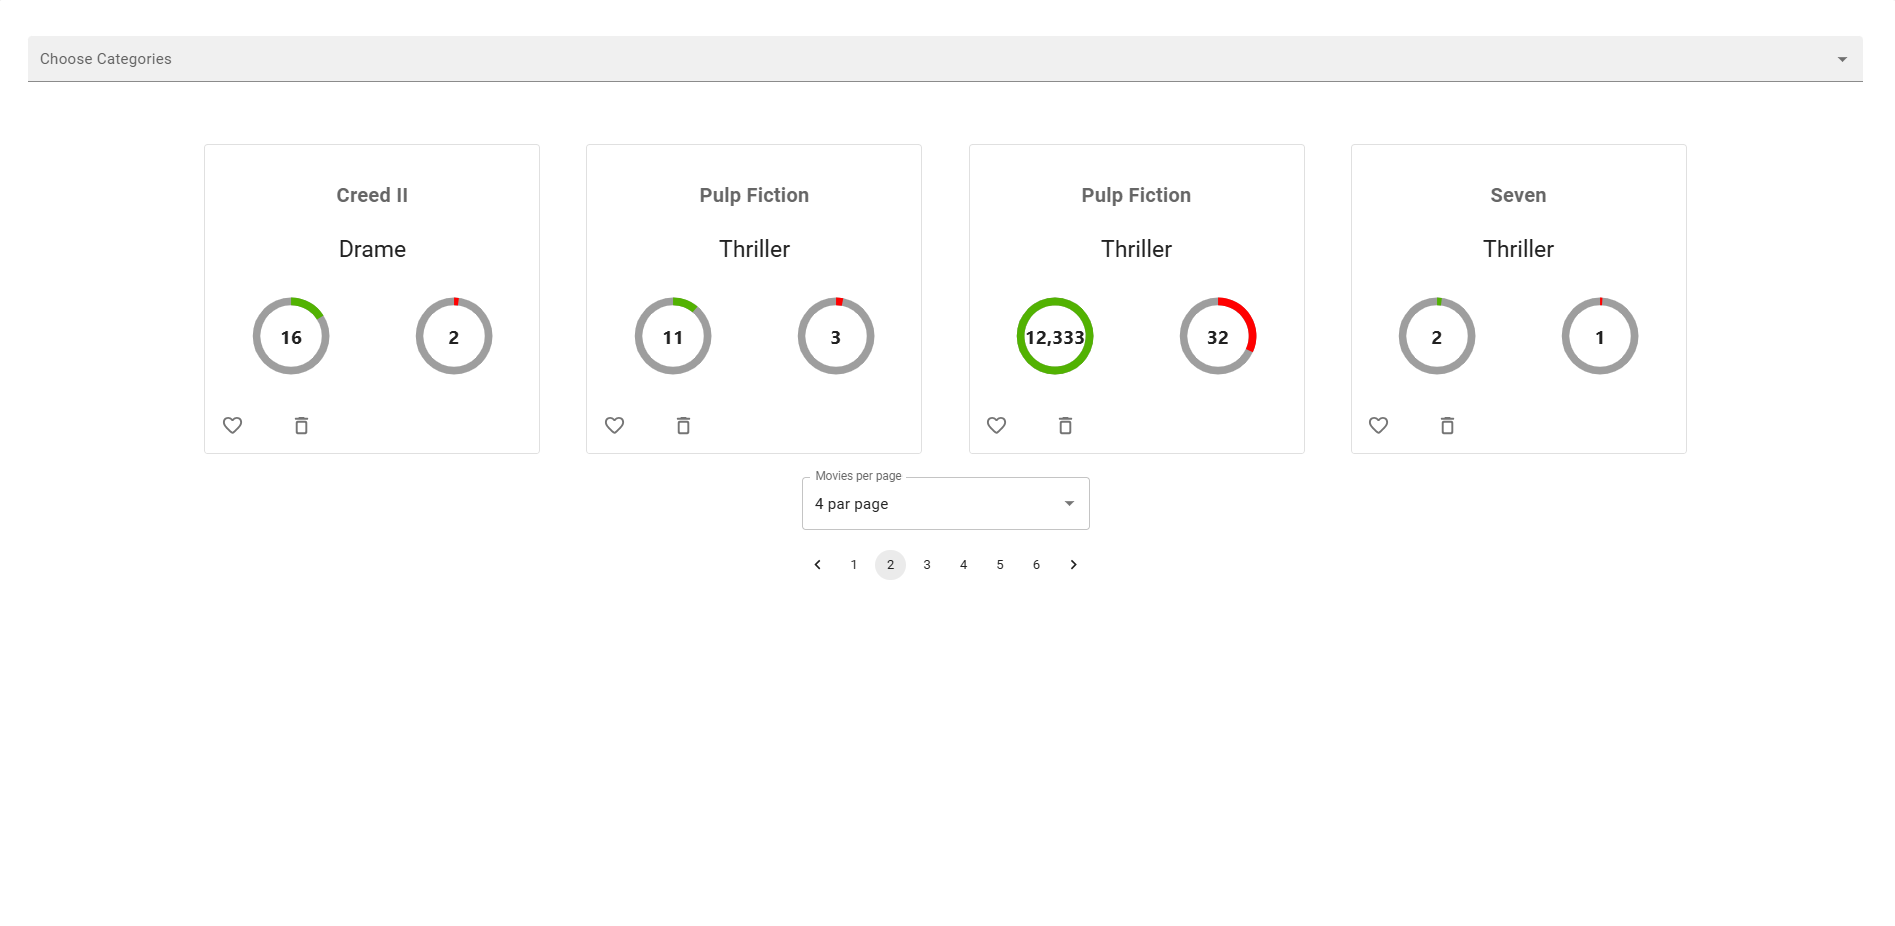 Choose Categories
Creed II
Drame
16
2
Pulp Fiction
Thriller
11
3
Pulp Fiction
Thriller
12,333
32
Seven
Thriller
2
1
Movies per page
4 par page
1 2 3 4 5 6